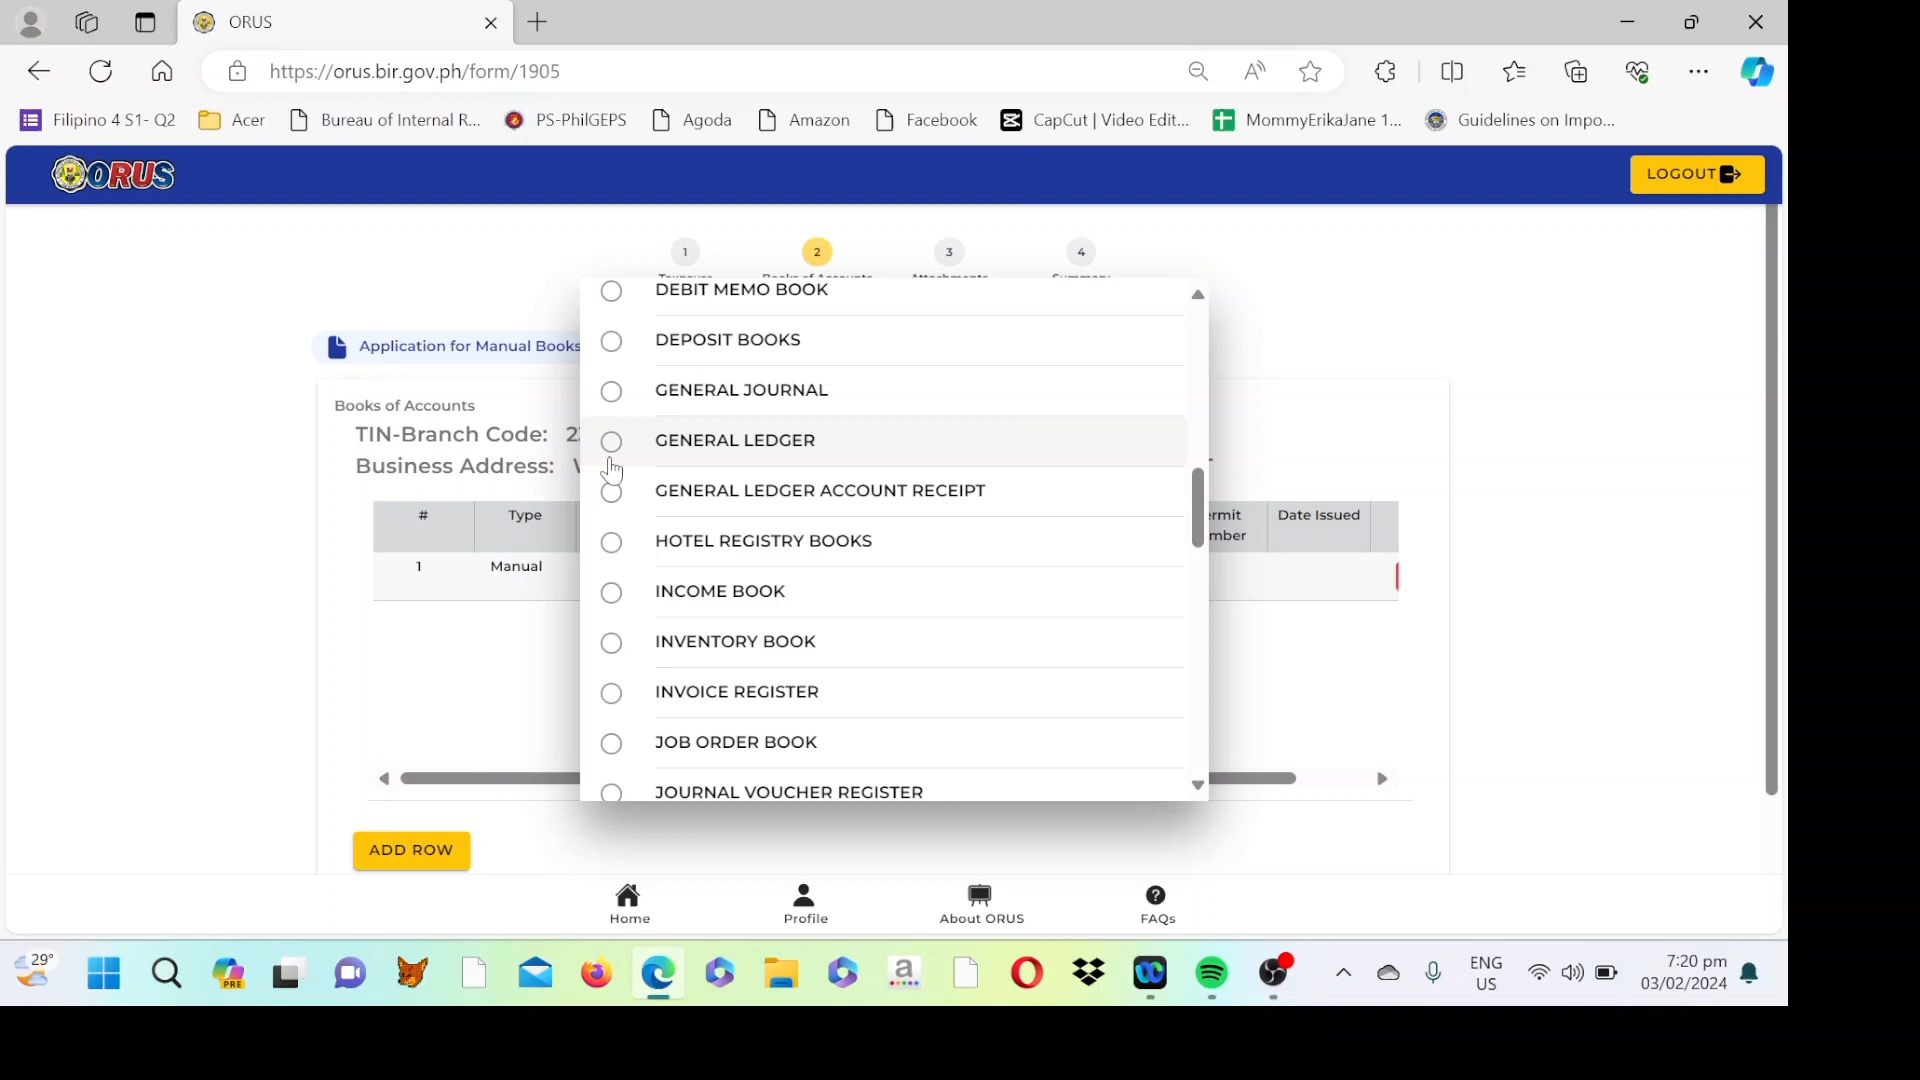 ORUS
https://orus.bir.gov.ph/form/1905
Filipino 4 S1- Q2
Acer
Bureau of Internal R...
PS-PhilGEPS
Agoda
Amazon
Facebook
CapCut | Video Edit...
MommyErikaJane 1...
Guidelines on Impo...
ORUS
LOGOUT
1
2
3
4
Application for Manual Books
Books of Accounts
TIN-Branch Code:
Business Address:
#
Type
Date Issued
1
Manual
DEBIT MEMO BOOK
DEPOSIT BOOKS
GENERAL JOURNAL
GENERAL LEDGER
GENERAL LEDGER ACCOUNT RECEIPT
HOTEL REGISTRY BOOKS
INCOME BOOK
INVENTORY BOOK
INVOICE REGISTER
JOB ORDER BOOK
JOURNAL VOUCHER REGISTER
ADD ROW
Home
Profile
About ORUS
FAQs
29°
PRE
ENG
US
7:20 pm
03/02/2024